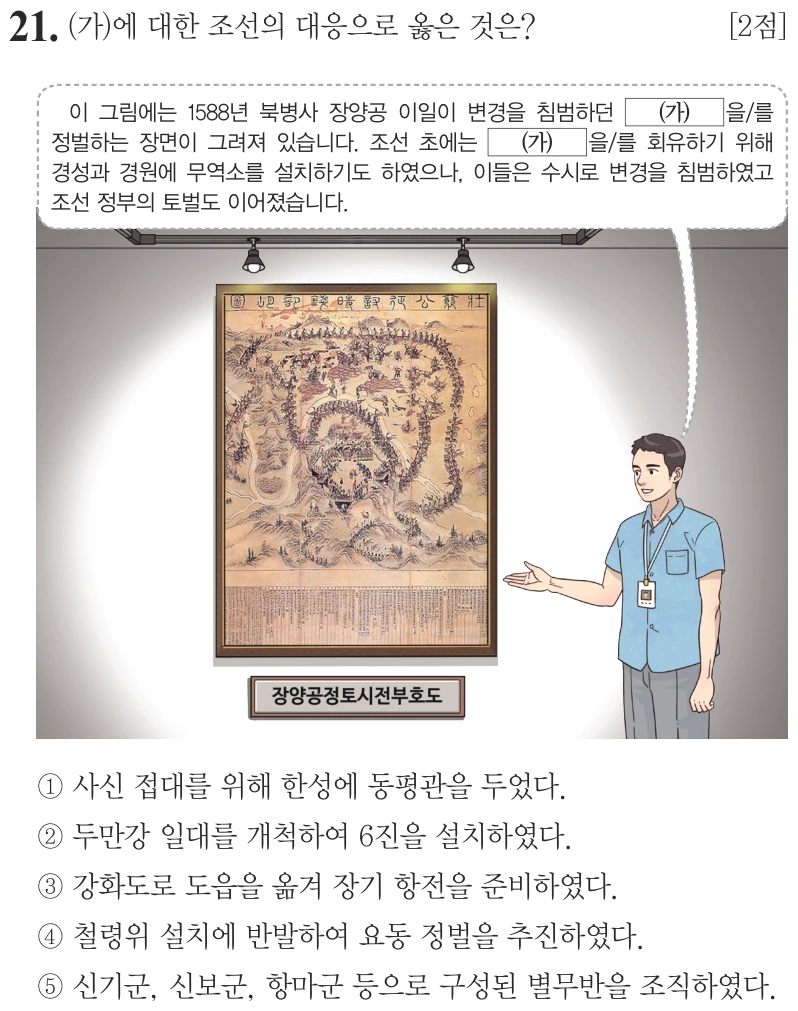 21. (가)에 대한 조선의 대응으로 옳은 것은? [2점]
이 그림에는 1588년 북병사 장양공 이일이 변경을 침범하던 (가) 을/를
정벌하는 장면이 그려져 있습니다. 조선 초에는 (가) 을/를 회유하기 위해
경성과 경원에 무역소를 설치하기도 하였으나, 이들은 수시로 변경을 침범하였고
조선 정부의 토벌도 이어졌습니다.
장양공정토시전부호도
① 사신 접대를 위해 한성에 동평관을 두었다.
② 두만강 일대를 개척하여 6진을 설치하였다.
③ 강화도로 도읍을 옮겨 장기 항전을 준비하였다.
④ 철령위 설치에 반발하여 요동 정벌을 추진하였다.
⑤ 신기군, 신보군, 항마군 등으로 구성된 별무반을 조직하였다.